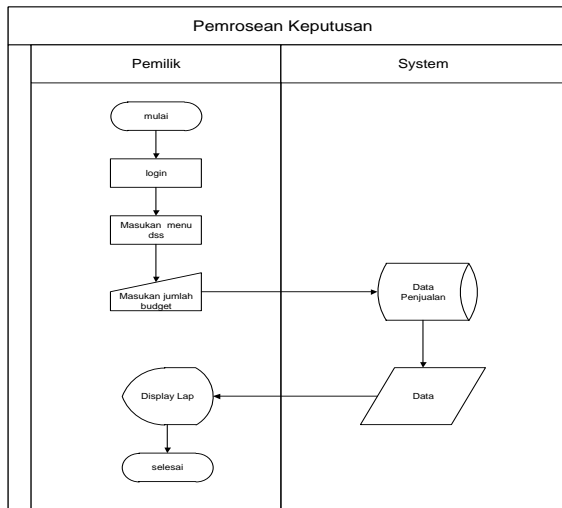 Pemrosean Keputusan
Pemilik
System
mulai
login
Masukan menu
dss
Masukan jumlah
budget
Data
Penjualan
Display Lap
Data
selesai